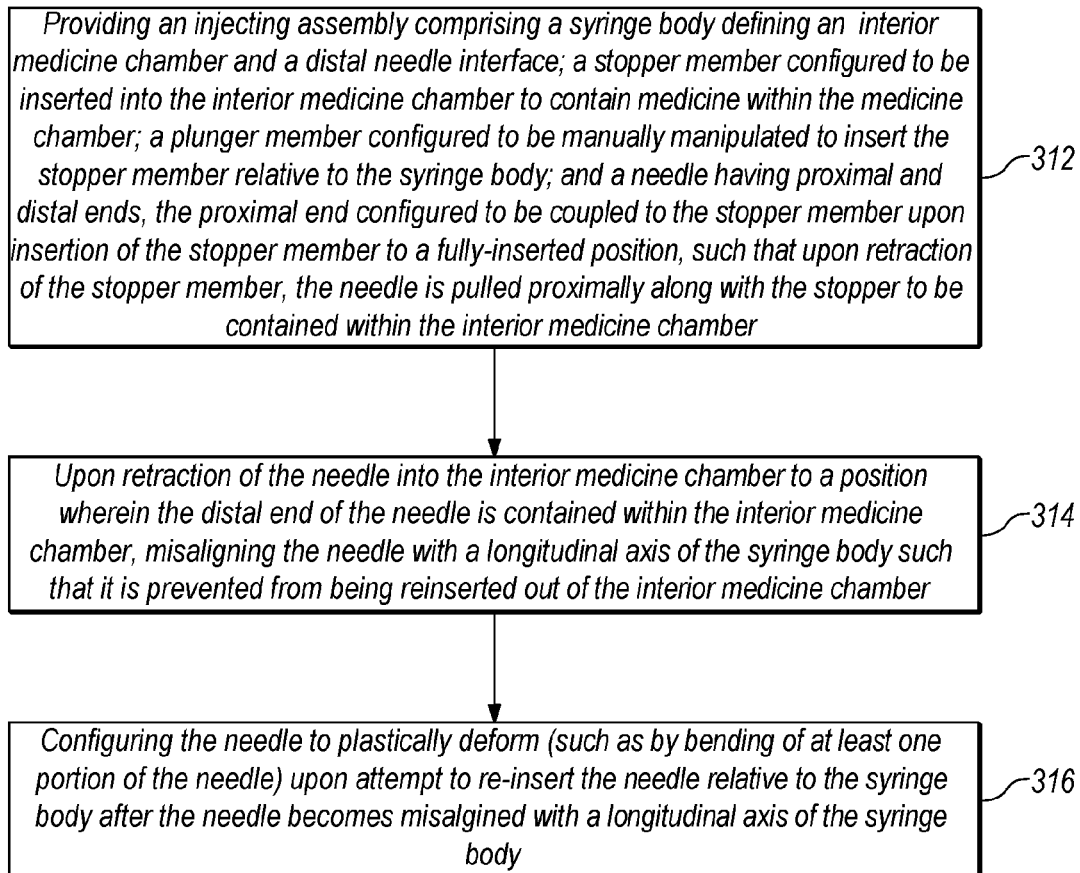 Providing an injecting assembly comprising a syringe body defining an interior
medicine chamber and a distal needle interface; a stopper member configured to be
inserted into the interior medicine chamber to contain medicine within the medicine
chamber; a plunger member configured to be manually manipulated to insert the
stopper member relative to the syringe body; and a needle having proximal and
distal ends, the proximal end configured to be coupled to the stopper member upon
insertion of the stopper member to a fully-inserted position, such that upon retraction
of the stopper member, the needle is pulled proximally along with the stopper to be
contained within the interior medicine chamber
312
Upon retraction of the needle into the interior medicine chamber to a position
wherein the distal end of the needle is contained within the interior medicine
chamber, misaligning the needle with a longitudinal axis of the syringe body such
that it is prevented from being reinserted out of the interior medicine chamber
314
Configuring the needle to plastically deform (such as by bending of at least one
portion of the needle) upon attempt to re-insert the needle relative to the syringe
body after the needle becomes misalgined with a longitudinal axis of the syringe
body
316